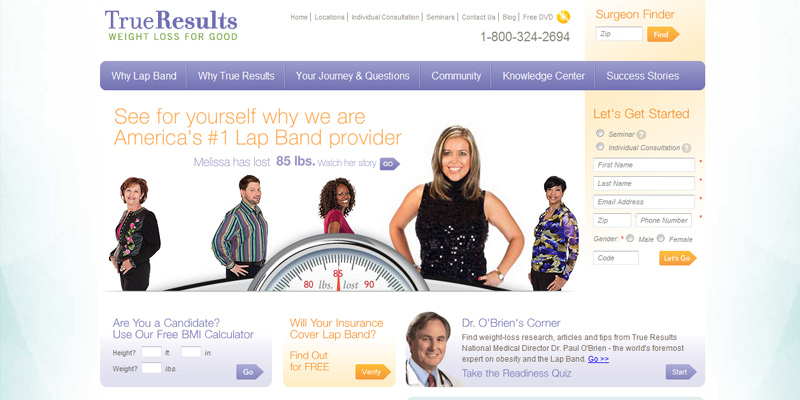 TrueResults
WEIGHT LOSS FOR GOOD
Home | Locations | Individual Consultation | Seminars | Contact Us | Blog | Free DVD
1-800-324-2694
Surgeon Finder
Zip
Find
Why Lap Band
Why True Results
Your Journey & Questions
Community
Knowledge Center
Success Stories
See for yourself why we are
America's #1 Lap Band provider
Melissa has lost 85 lbs. Watch her story GO
80 85 90
lbs. lost
Let's Get Started
Seminar ?
Individual Consultation ?
First Name *
Last Name *
Email Address *
Zip Phone Number *
Gender: * Male Female
Code
Let's Go
Are You a Candidate?
Use Our Free BMI Calculator
Height? ft. in.
Weight? lbs.
Go
Will Your Insurance
Cover Lap Band?
Find Out
for FREE
Verify
Dr. O'Brien's Corner
Find weight-loss research, articles and tips from True Results
National Medical Director Dr. Paul O'Brien - the world's foremost
expert on obesity and the Lap Band. Go >>
Take the Readiness Quiz
Start